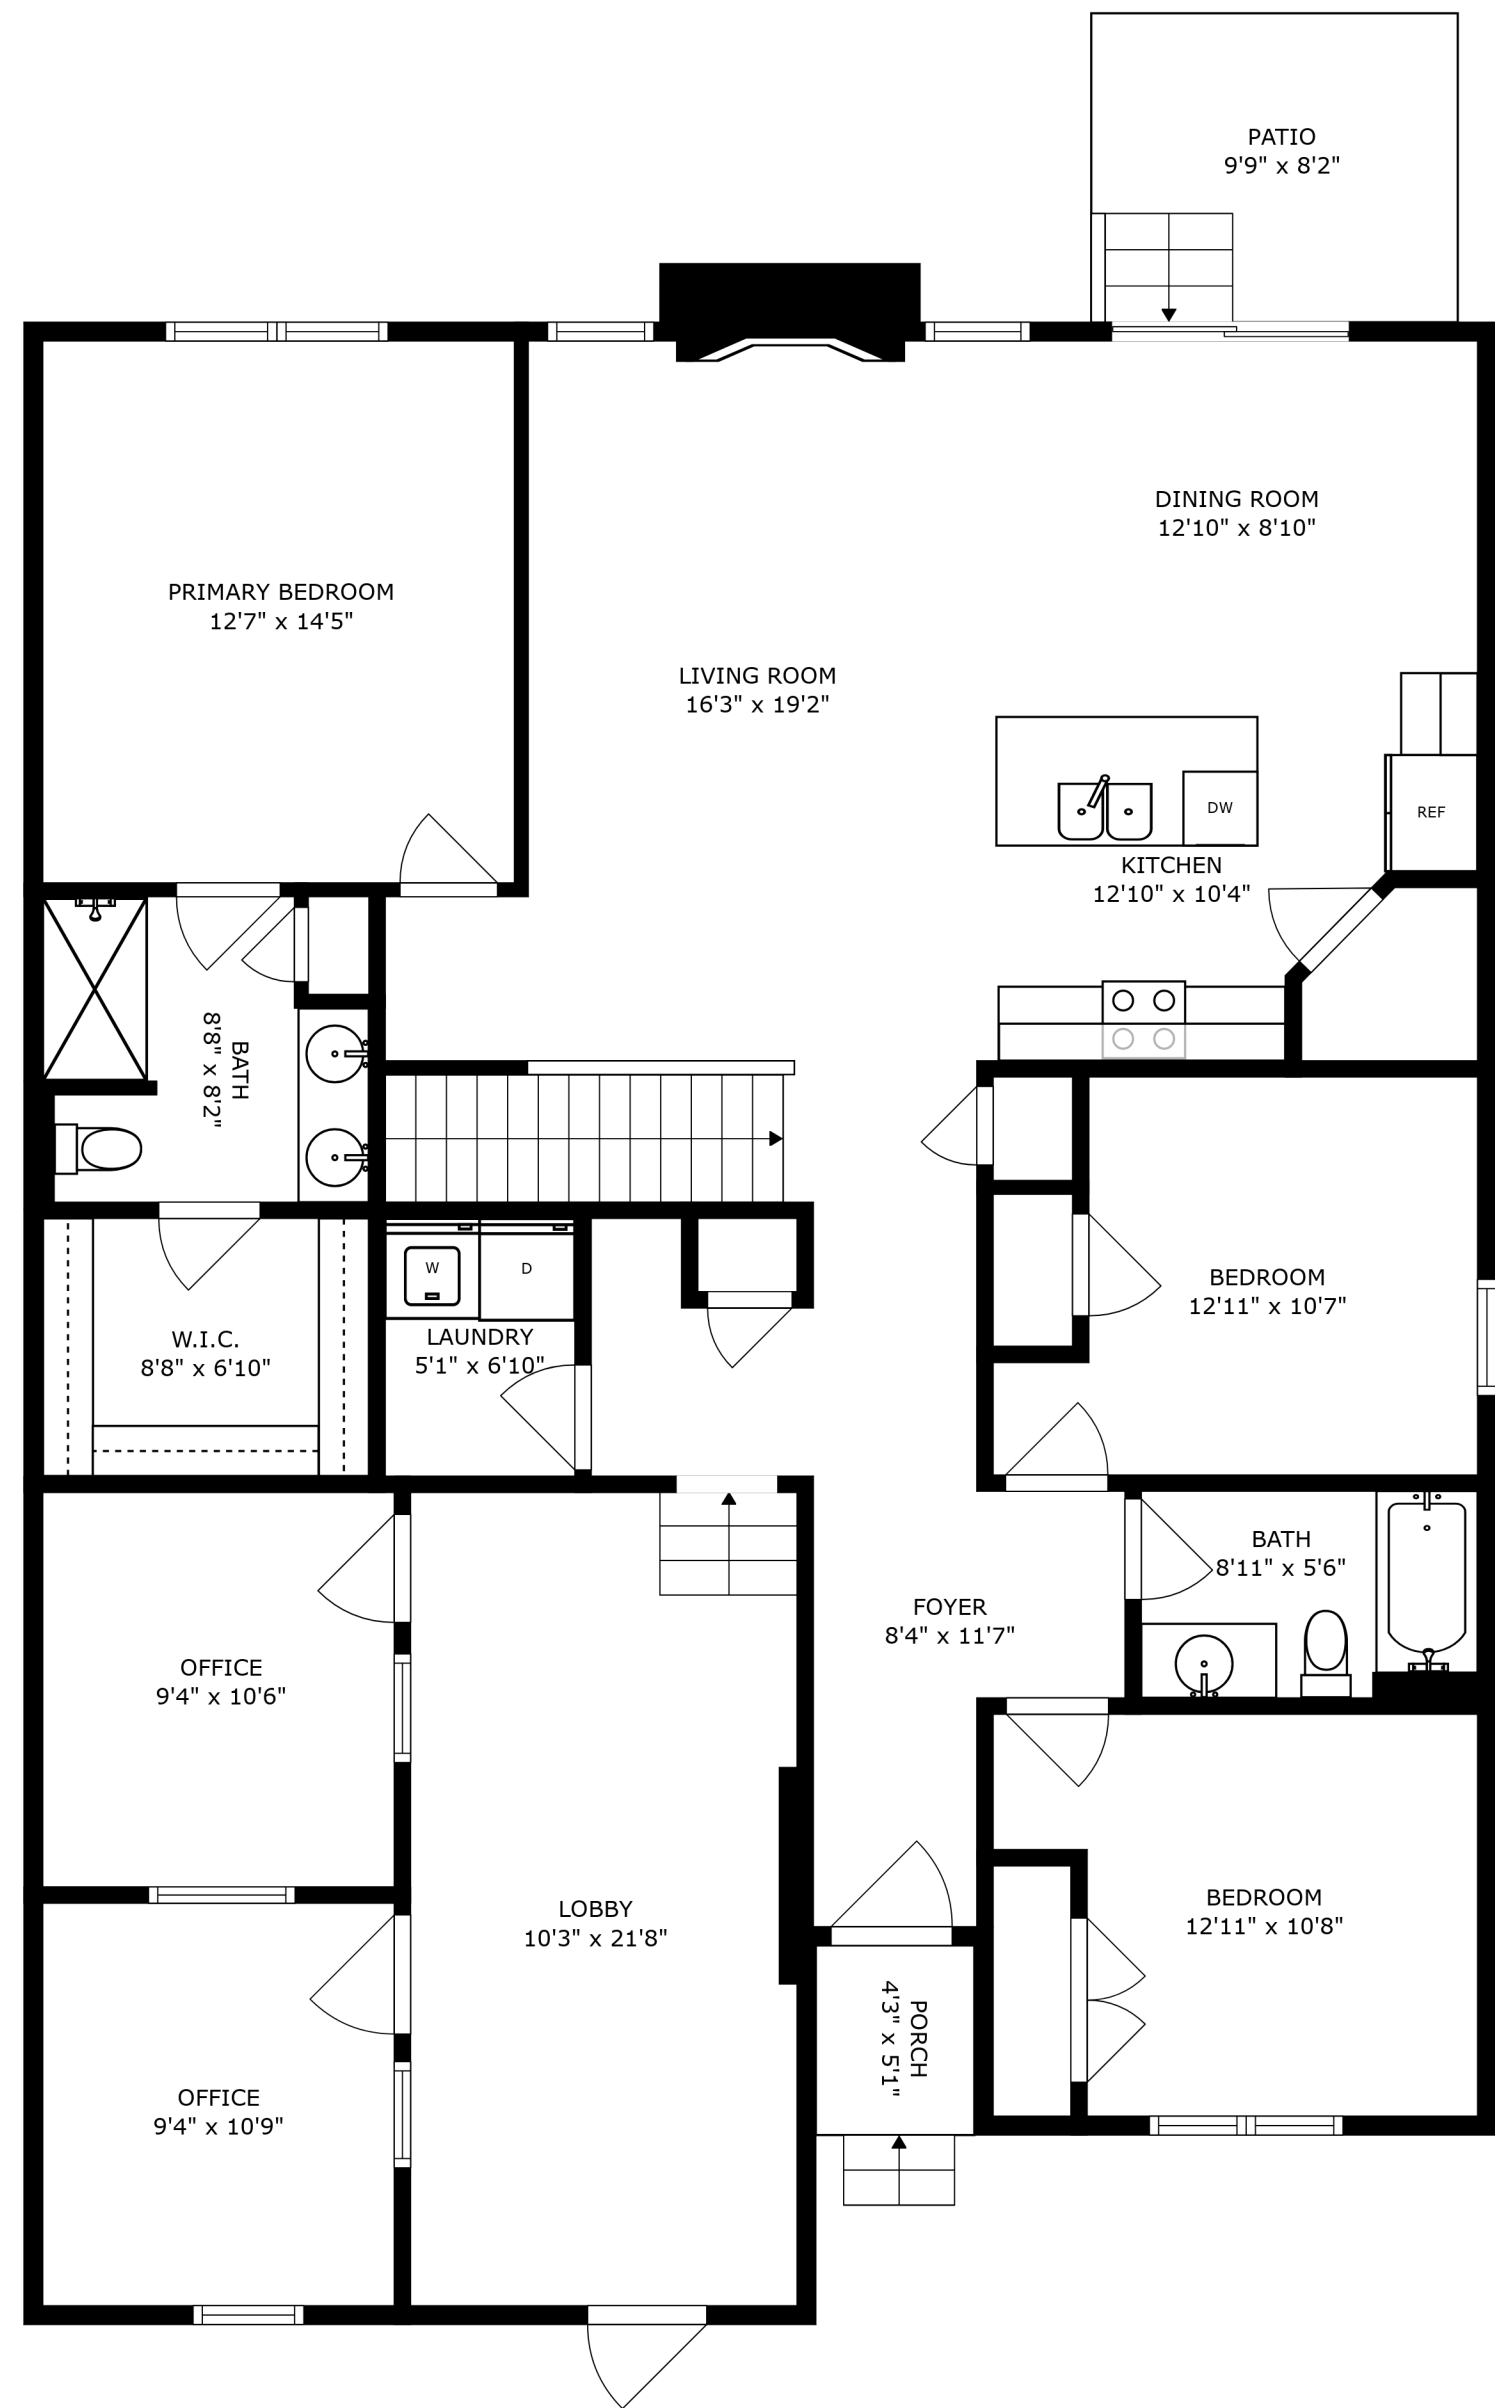 PATIO
9'9" x 8'2"
DINING ROOM
12'10" x 8'10"
PRIMARY BEDROOM
12'7" x 14'5"
LIVING ROOM
16'3" x 19'2"
DW
REF
KITCHEN
12'10" x 10'4"
BATH
8'8" x 8'2"
W
D
BEDROOM
12'11" x 10'7"
W.I.C.
8'8" x 6'10"
LAUNDRY
5'1" x 6'10"
BATH
8'11" x 5'6"
FOYER
8'4" x 11'7"
OFFICE
9'4" x 10'6"
BEDROOM
12'11" x 10'8"
LOBBY
10'3" x 21'8"
PORCH
4'3" x 5'1"
OFFICE
9'4" x 10'9"